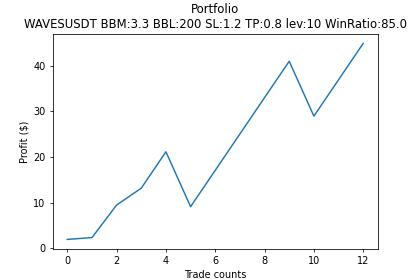 Portfolio
WAVESUSDT BBM:3.3 BBL:200 SL:1.2 TP:0.8 lev:10 WinRatio:85.0
Profit ($)
40
30
20
10
0
0 2 4 6 8 10 12
Trade counts